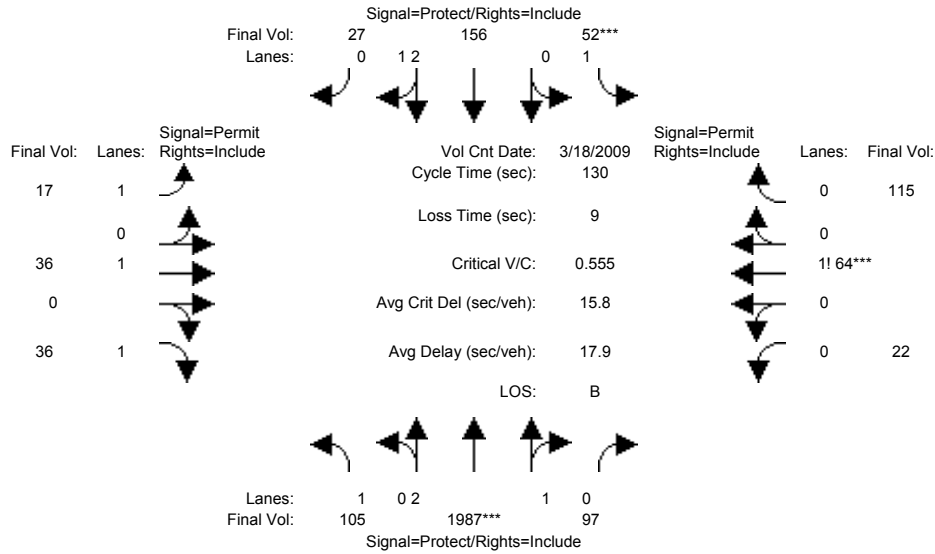 Signal=Protect/Rights=Include
Final Vol: 27 156 52***
Lanes: 0 1 2 0 1
Signal=Permit Signal=Permit
Final Vol: Lanes: Rights=Include Vol Cnt Date: 3/18/2009 Rights=Include Lanes: Final Vol:
Cycle Time (sec): 130
17 1 0 115
Loss Time (sec): 9
0 0
36 1 Critical V/C: 0.555 1! 64***
0 Avg Crit Del (sec/veh): 15.8 0
36 1 Avg Delay (sec/veh): 17.9 0 22
LOS: B
Lanes: 1 0 2 1 0
Final Vol: 105 1987*** 97
Signal=Protect/Rights=Include